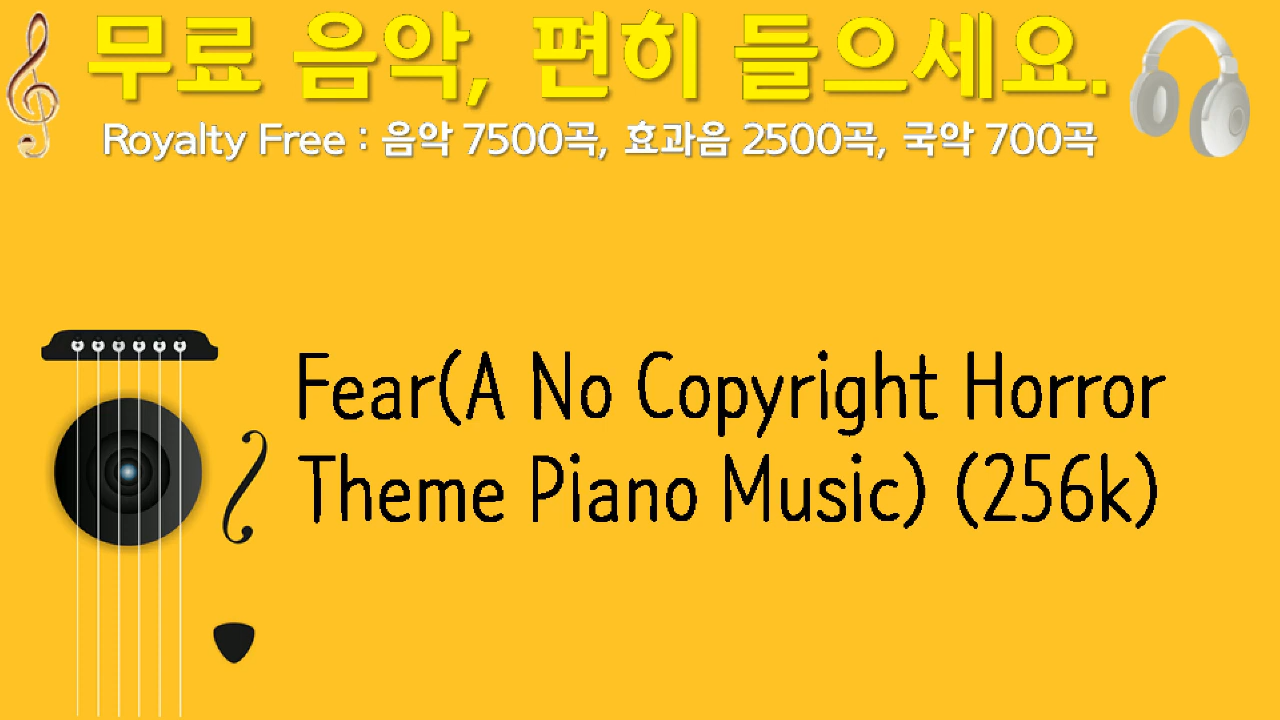 무료 음악, 편히 들으세요.
Royalty Free : 음악 7500곡, 효과음 2500곡, 국악 700곡
Fear(A No Copyright Horror
Theme Piano Music) (256k)